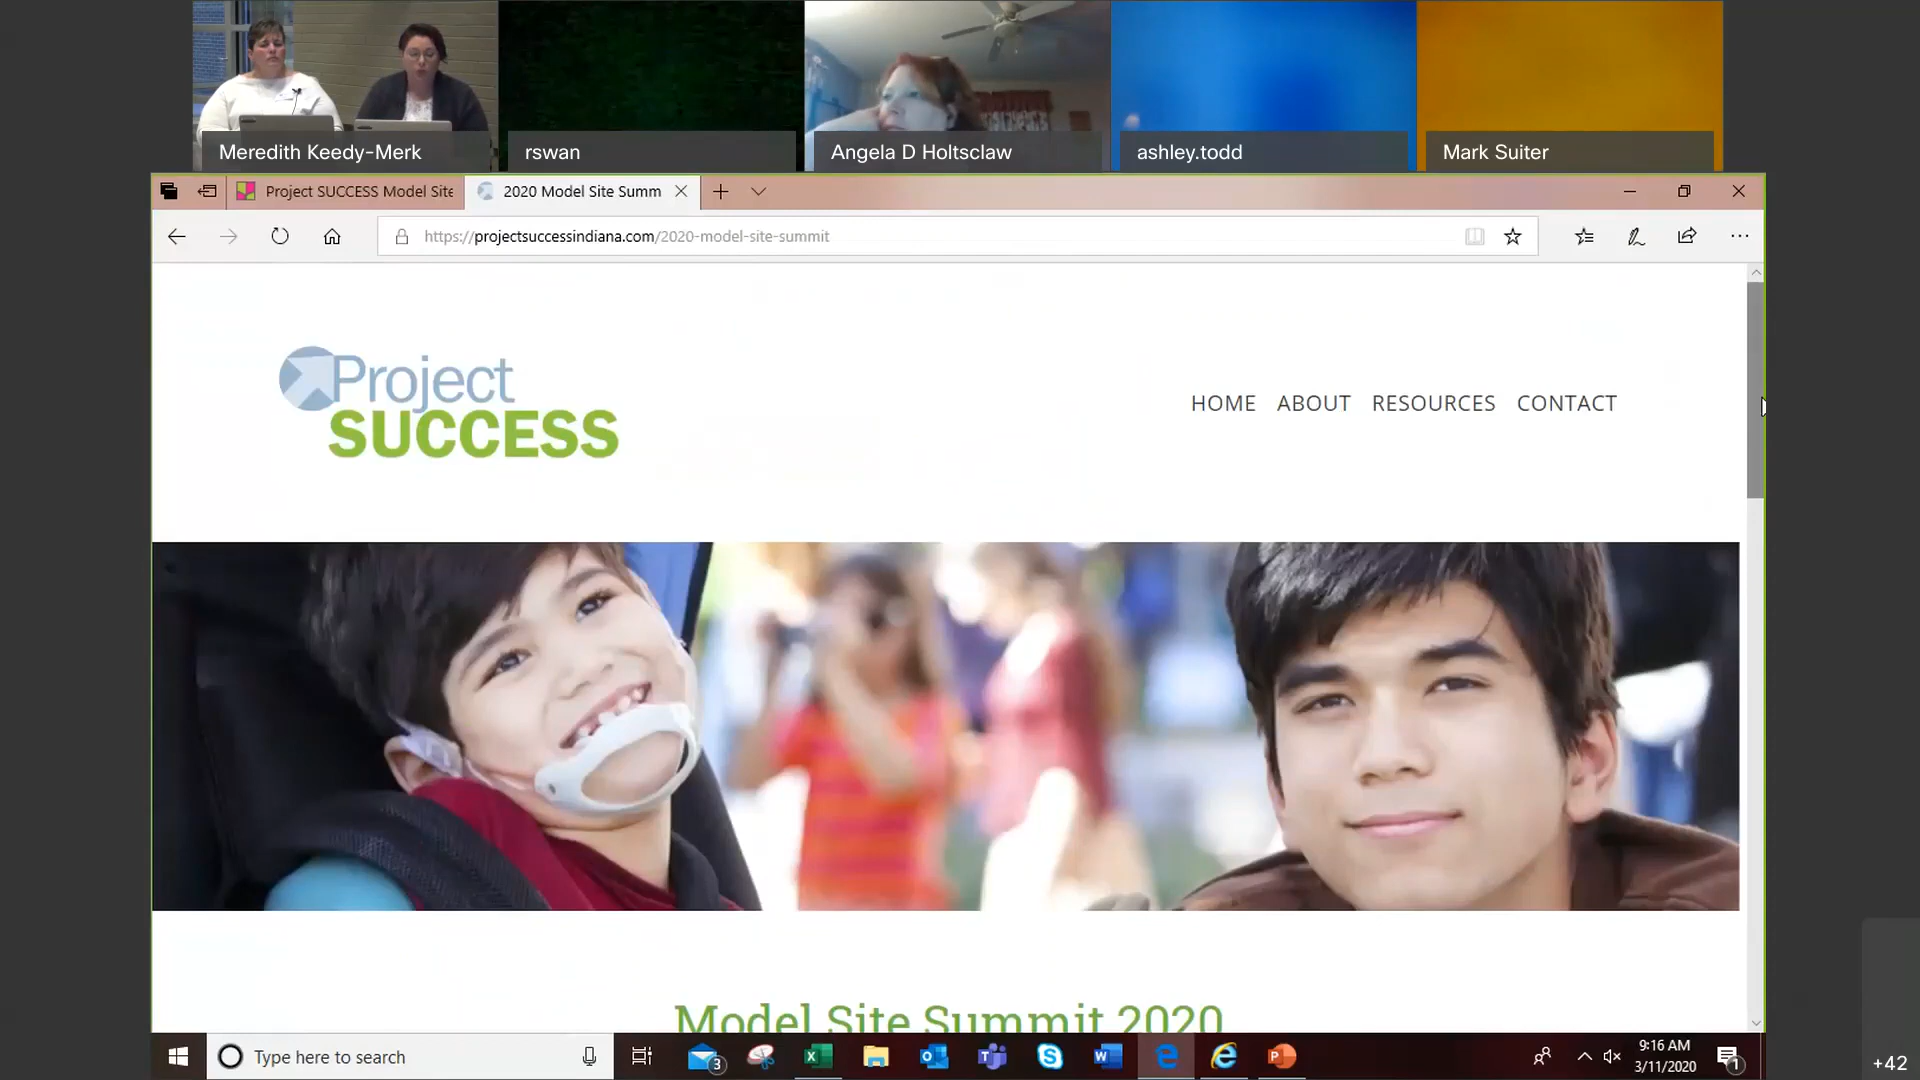 Meredith Keedy-Merk
rswan
Angela D Holtsclaw
ashley.todd
Mark Suiter
Project SUCCESS Model Site
2020 Model Site Summ
https://projectsuccessindiana.com/2020-model-site-summit
Project
SUCCESS
HOME ABOUT RESOURCES CONTACT
Model Site Summit 2020
Type here to search
3
9:16 AM
3/11/2020
1
+42